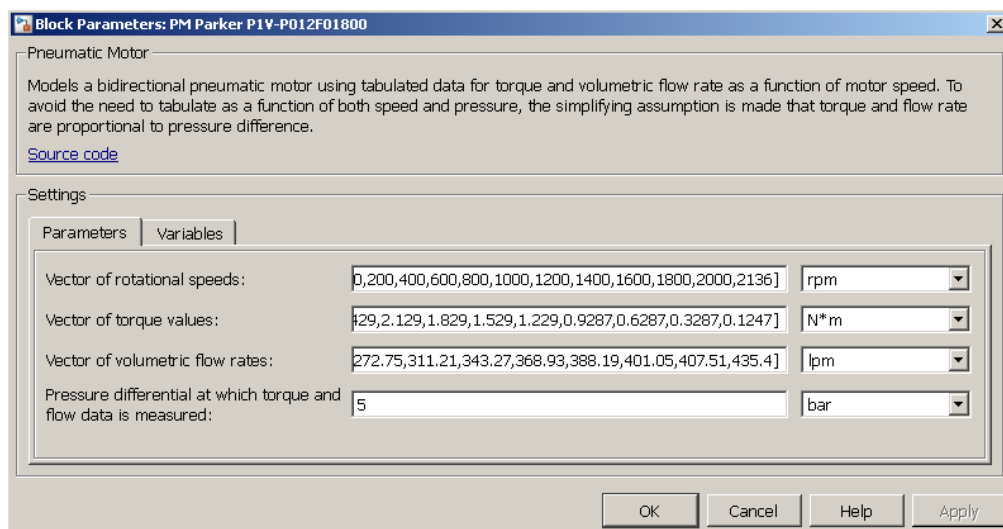 Block Parameters: PM Parker P1V-P012F01800
Pneumatic Motor
Models a bidirectional pneumatic motor using tabulated data for torque and volumetric flow rate as a function of motor speed. To
avoid the need to tabulate as a function of both speed and pressure, the simplifying assumption is made that torque and flow rate
are proportional to pressure difference.
Source code
Settings
Parameters Variables
Vector of rotational speeds: 0,200,400,600,800,1000,1200,1400,1600,1800,2000,2136] rpm
Vector of torque values: 429,2.129,1.829,1.529,1.229,0.9287,0.6287,0.3287,0.1247] N*m
Vector of volumetric flow rates: 272.75,311.21,343.27,368.93,388.19,401.05,407.51,435.4] lpm
Pressure differential at which torque and
flow data is measured: 5 bar
OK Cancel Help Apply